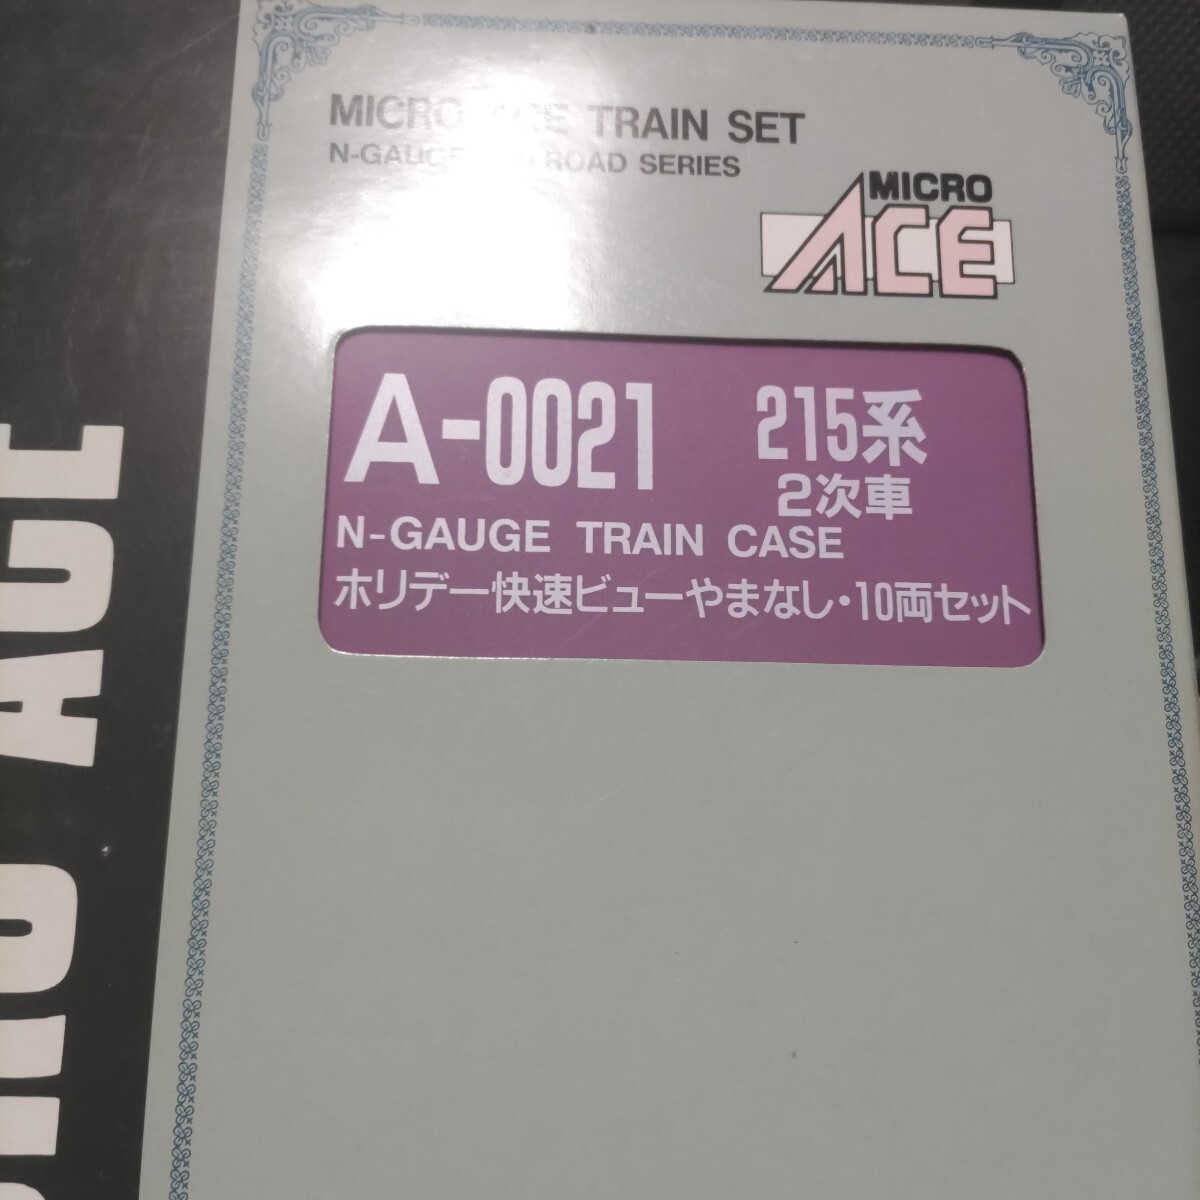 MICRO ACE TRAIN SET
N-GAUGE ROAD SERIES
MICRO
ACE
A-0021 215系
2次車
N-GAUGE TRAIN CASE
ホリデー快速ビューやまなし・10両セット
ACE